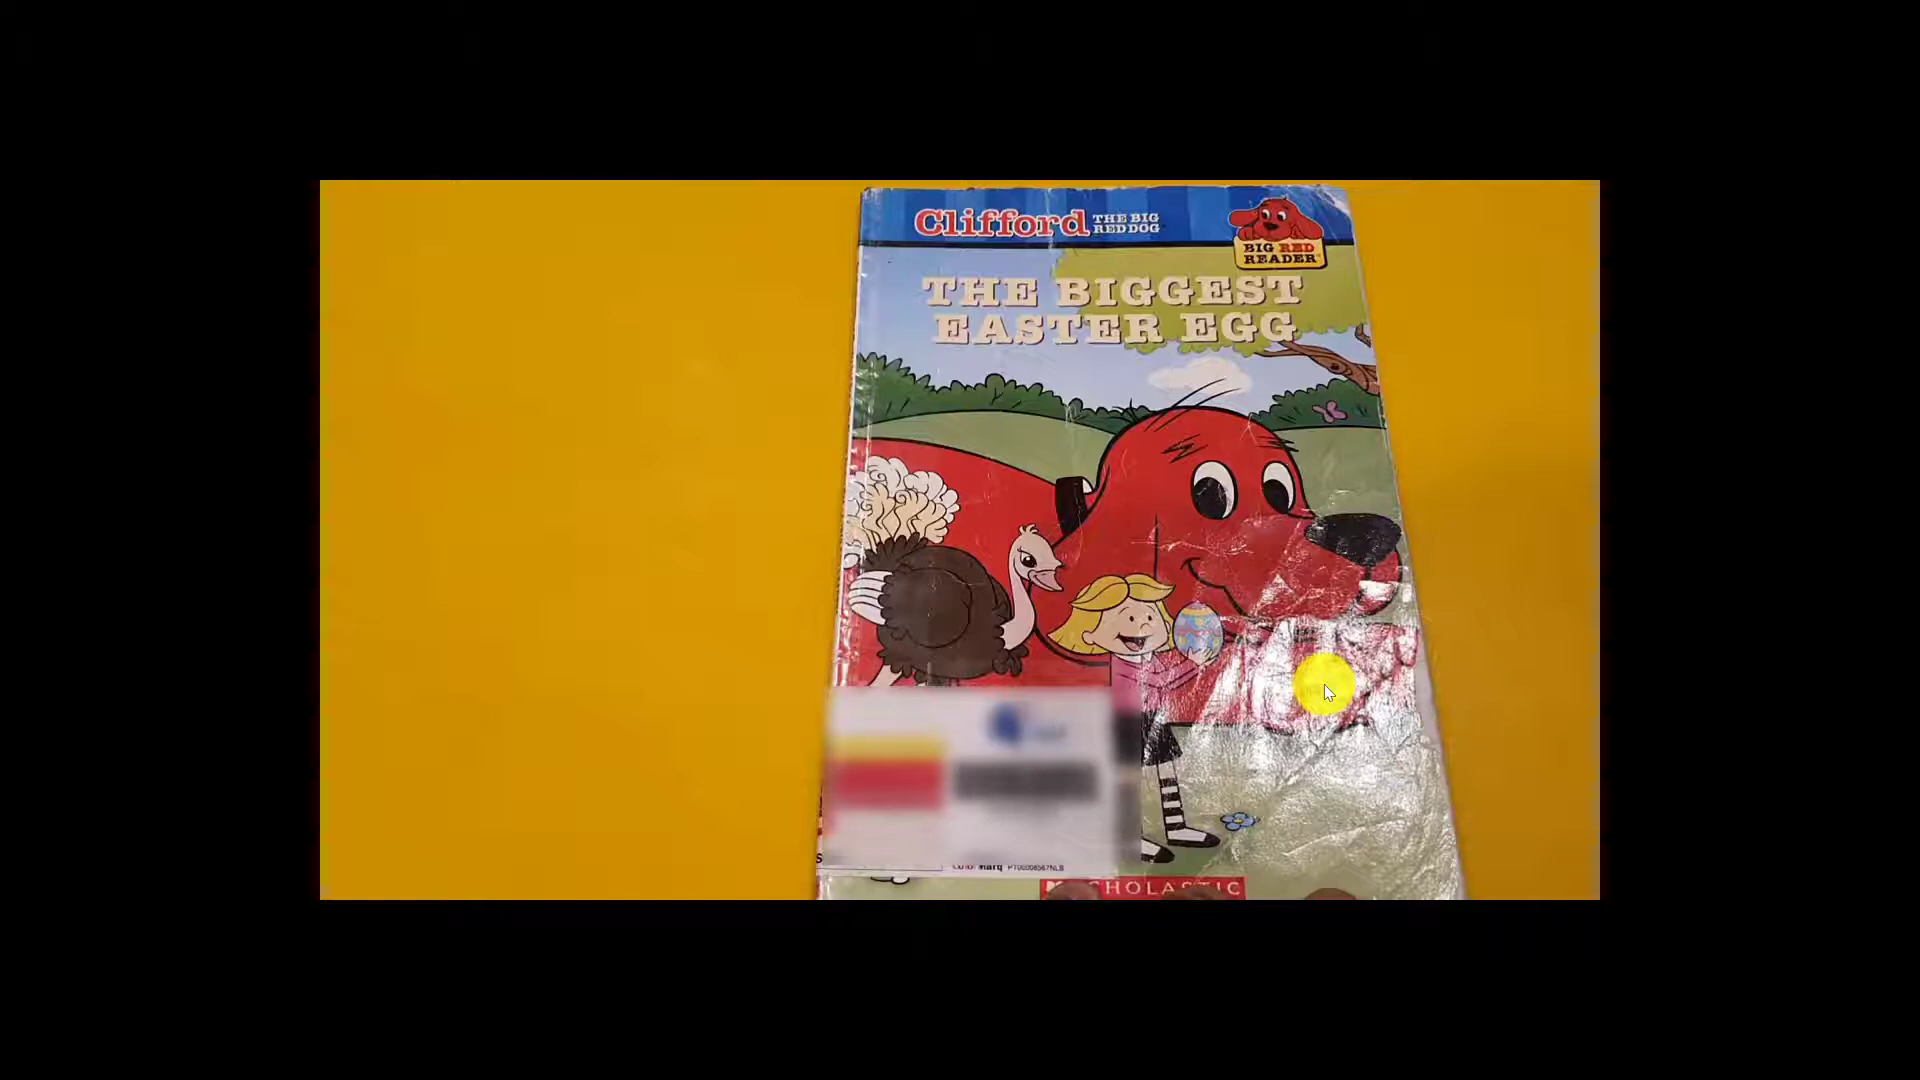 Clifford THE BIG
RED DOG
BIG RED
READER
THE BIGGEST
EASTER EGG
SCHOLASTIC